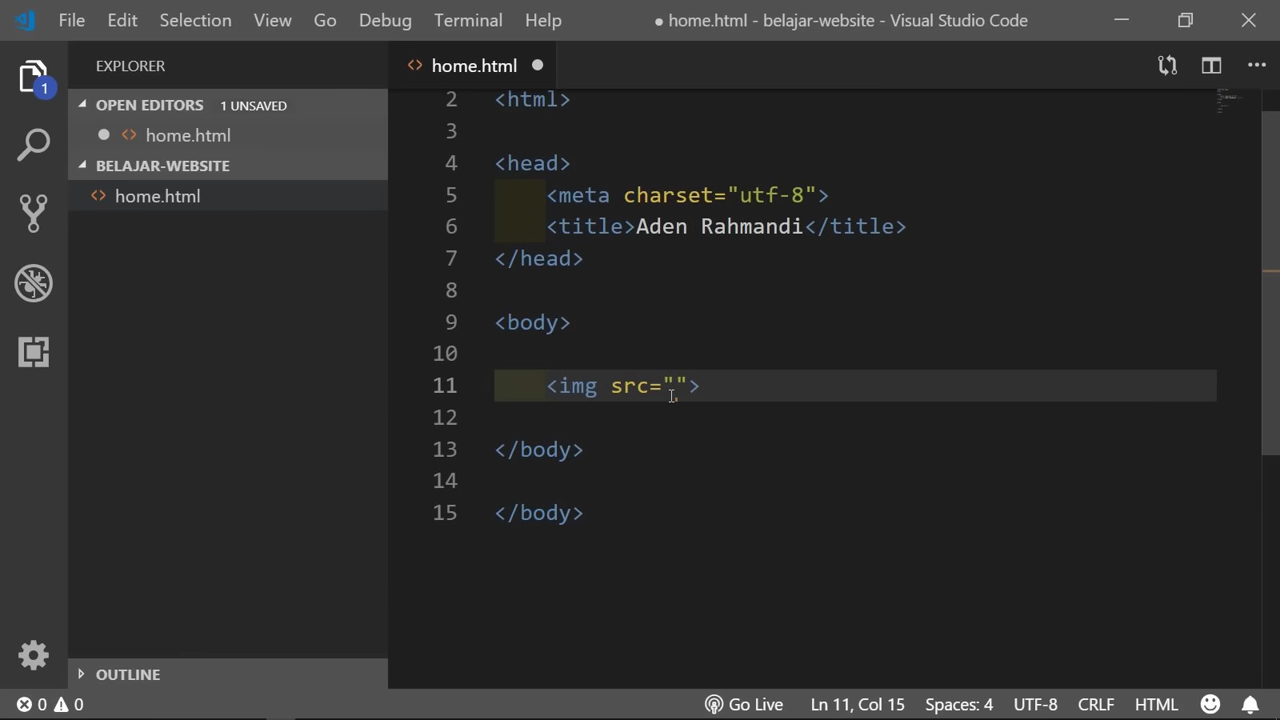 File Edit Selection View Go Debug Terminal Help ● home.html - belajar-website - Visual Studio Code
EXPLORER
OPEN EDITORS 1 UNSAVED
home.html
BELAJAR-WEBSITE
home.html
OUTLINE
1
home.html
2 <html>
3
4 <head>
5 <meta charset="utf-8">
6 <title>Aden Rahmandi</title>
7 </head>
8
9 <body>
10
11 <img src="">
12
13 </body>
14
15 </body>
0 0 Go Live Ln 11, Col 15 Spaces: 4 UTF-8 CRLF HTML